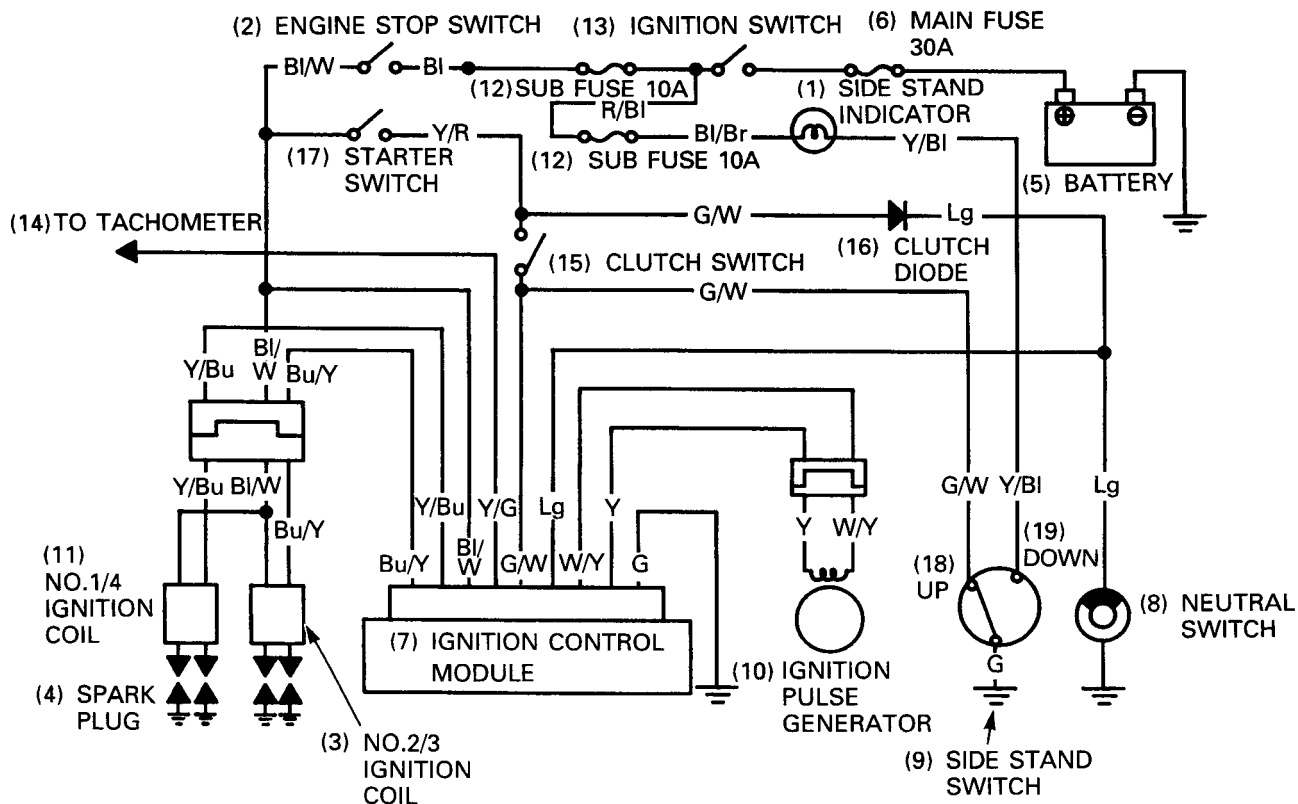 (2) ENGINE STOP SWITCH
(13) IGNITION SWITCH
(6) MAIN FUSE
30A
Bl/W
Bl
(12) SUB FUSE 10A
(1) SIDE STAND
INDICATOR
R/Bl
Y/R
Bl/Br
Y/Bl
(17) STARTER
SWITCH
(12) SUB FUSE 10A
(5) BATTERY
(14) TO TACHOMETER
G/W
Lg
(16) CLUTCH
DIODE
(15) CLUTCH SWITCH
G/W
Y/Bu
Bl/
W
Bu/Y
Y/Bu
Bl/W
Bu/Y
Bu/Y
Y/Bu
Bl/
W
Y/G
G/W
Lg
W/Y
Y
G
Y
W/Y
G/W
Y/Bl
Lg
(11)
NO.1/4
IGNITION
COIL
(18)
UP
(19)
DOWN
(8) NEUTRAL
SWITCH
(7) IGNITION CONTROL
MODULE
(10) IGNITION
PULSE
GENERATOR
G
(4) SPARK
PLUG
(3) NO.2/3
IGNITION
COIL
(9) SIDE STAND
SWITCH